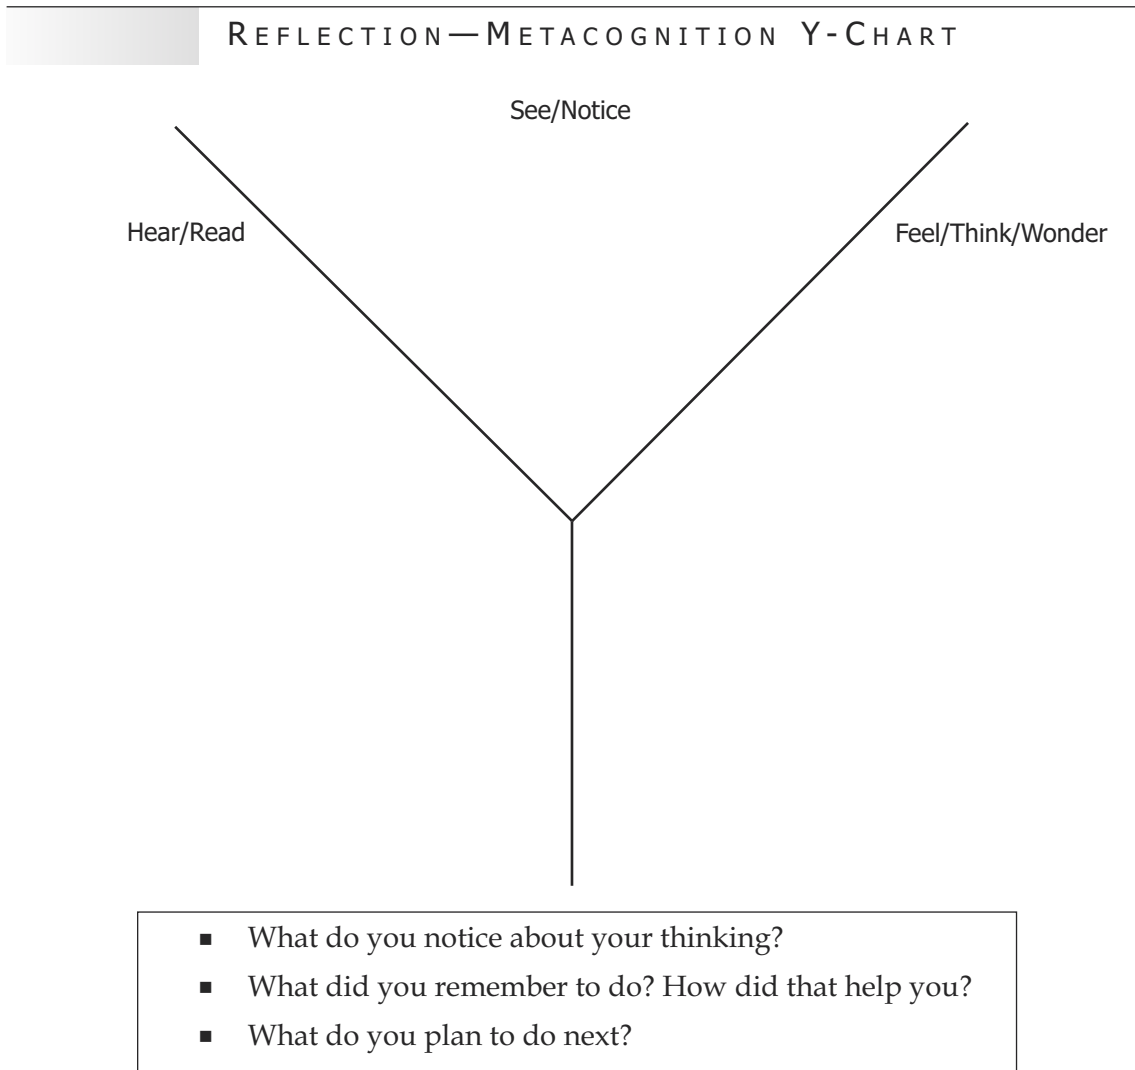 REFLECTION—METACOGNITION Y-CHART
See/Notice
Hear/Read
Feel/Think/Wonder
■ What do you notice about your thinking?
■ What did you remember to do? How did that help you?
■ What do you plan to do next?